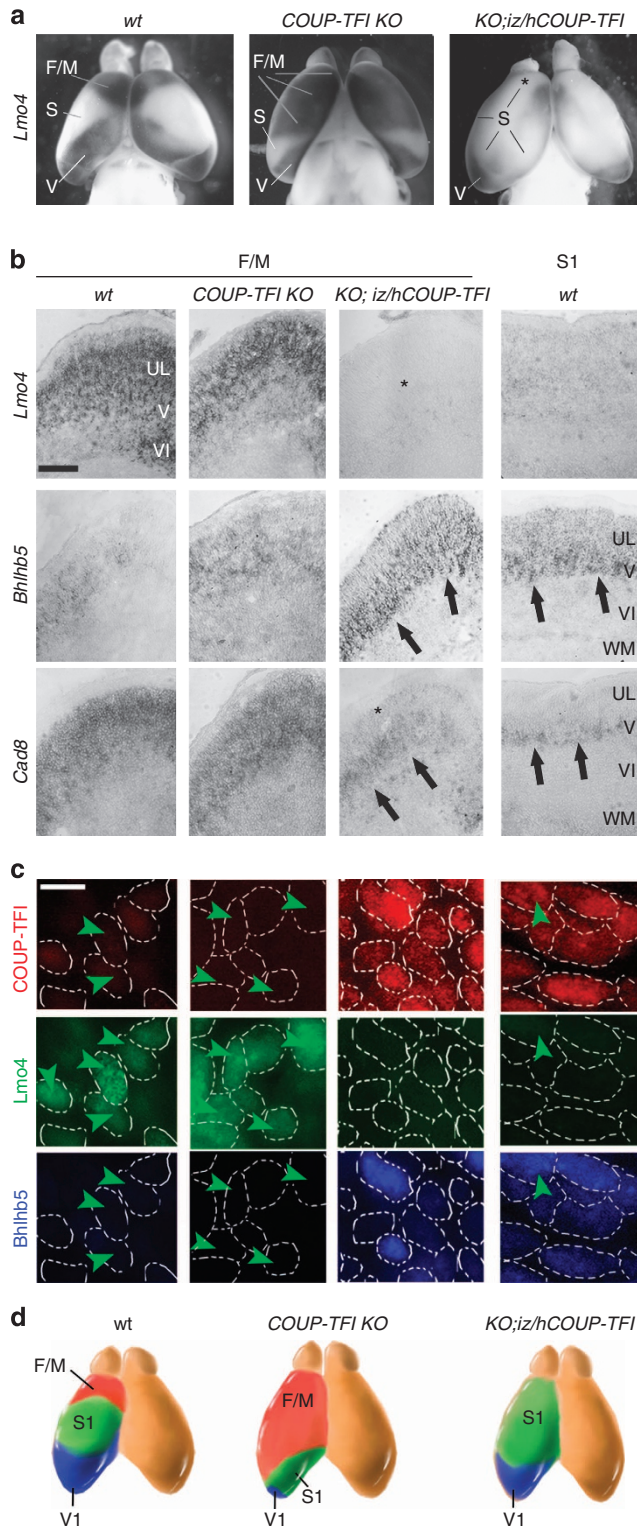 a
wt
COUP-TFI KO
KO;iz/hCOUP-TFI
Lmo4
F/M
S
V
F/M
S
V
*
S
V
b
F/M
S1
wt
COUP-TFI KO
KO; iz/hCOUP-TFI
wt
Lmo4
UL
V
VI
*
Bhlhb5
UL
V
VI
WM
Cad8
*
UL
V
VI
WM
c
COUP-TFI
Lmo4
Bhlhb5
d
wt
COUP-TFI KO
KO;iz/hCOUP-TFI
F/M
S1
V1
F/M
S1
V1
S1
V1